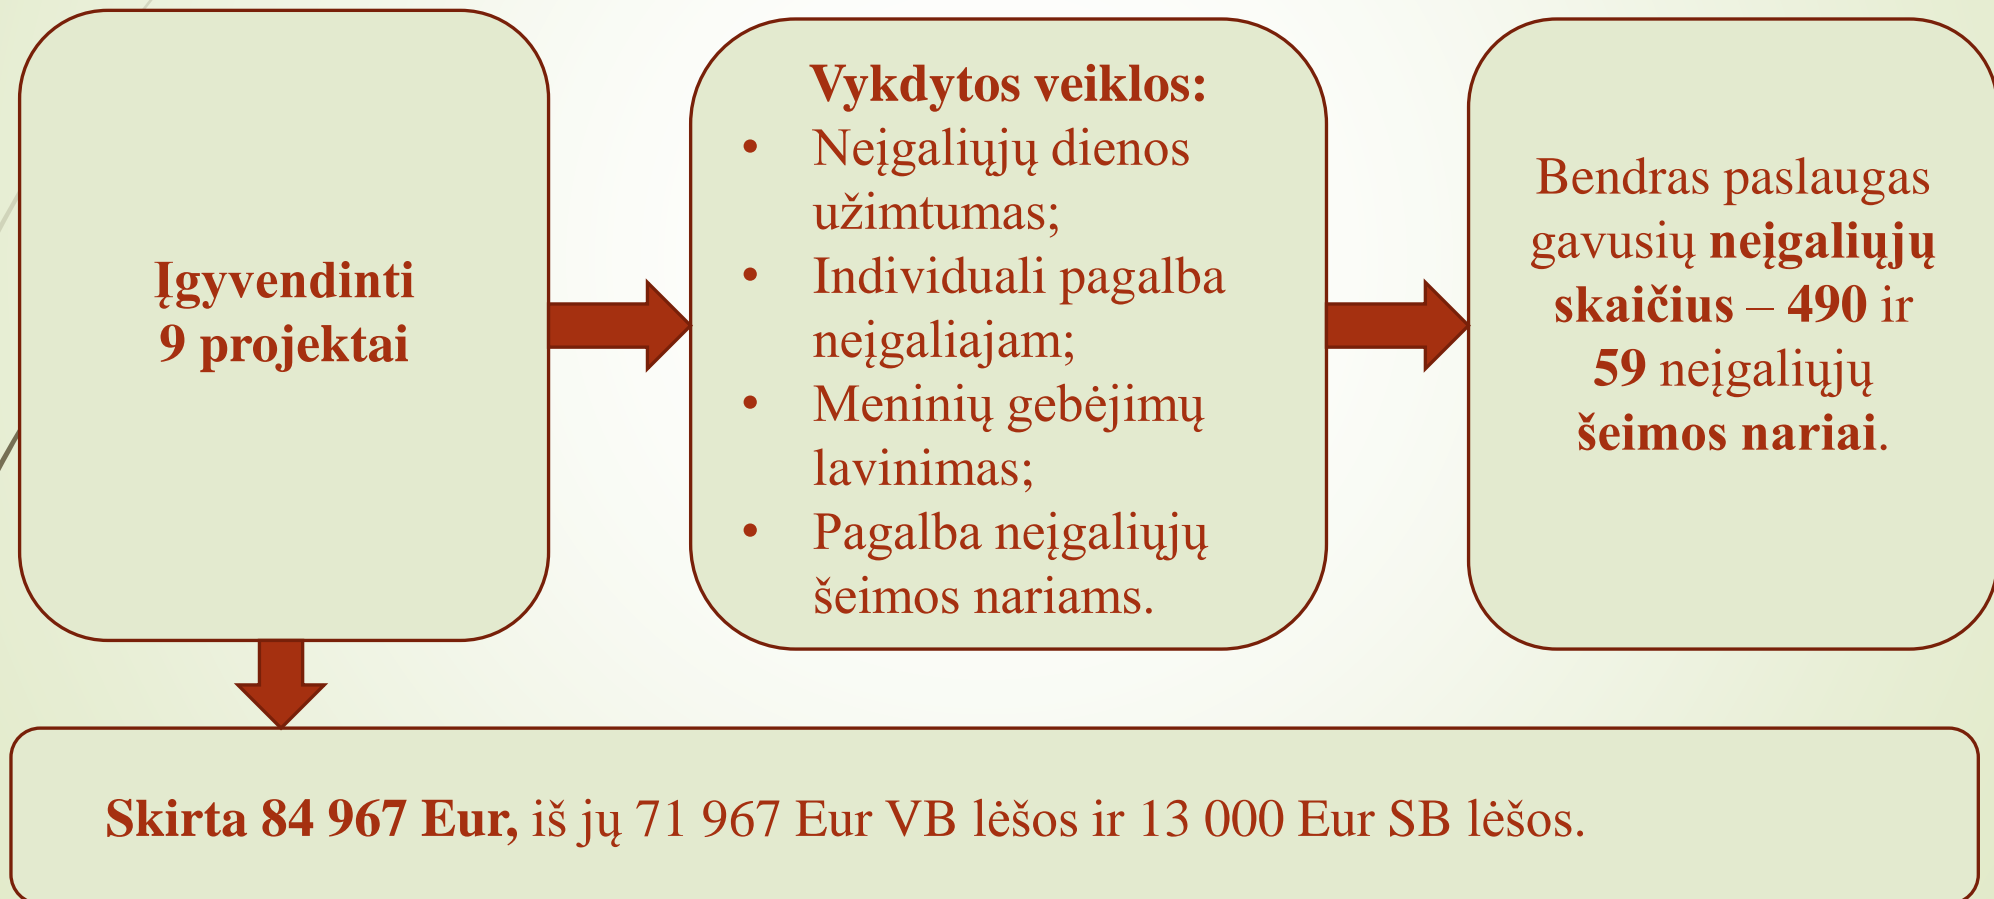 Įgyvendinti
9 projektai
Vykdytos veiklos:
• Neįgaliųjų dienos
užimtumas;
• Individuali pagalba
neįgaliajam;
• Meninių gebėjimų
lavinimas;
• Pagalba neįgaliųjų
šeimos nariams.
Bendras paslaugas
gavusių neįgaliųjų
skaičius – 490 ir
59 neįgaliųjų
šeimos nariai.
Skirta 84 967 Eur, iš jų 71 967 Eur VB lėšos ir 13 000 Eur SB lėšos.